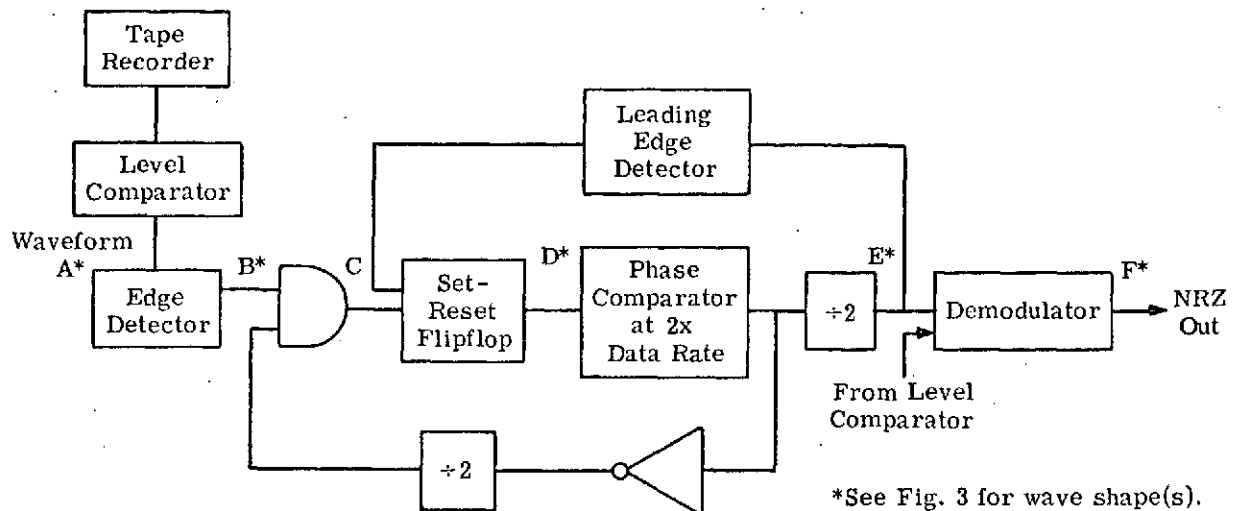 Tape
Recorder
Level
Comparator
Waveform
A*
Edge
Detector
B*
C
Leading
Edge
Detector
Set-
Reset
Flipflop
D*
Phase
Comparator
at 2x
Data Rate
÷2
E*
Demodulator
F*
NRZ
Out
From Level
Comparator
÷2
*See Fig. 3 for wave shape(s).